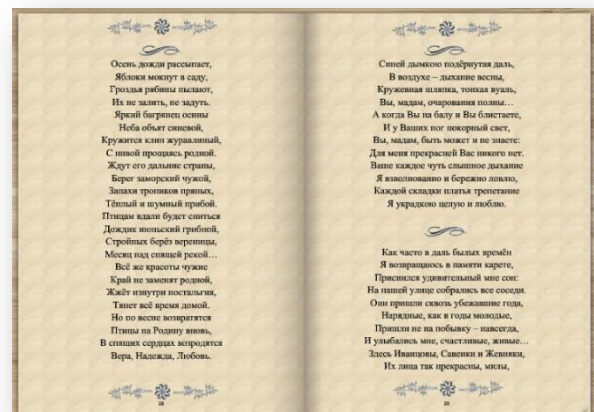 Осень дожди рассыпает,
Яблоки мокнут в саду,
Гроздья рябины пылают,
Их не залить, не задуть.
Яркий багрянец осины
Неба объят синевой,
Кружится клин журавлиный,
С нивой прощаясь родной.
Ждут его дальние страны,
Берег заморский чужой,
Запахи тропиков пряных,
Тёплый и шумный прибой.
Птицам вдали будет сниться
Дождик июньский грибной,
Стройных берёз вереницы,
Месяц над спящей рекой…
Всё же красоты чужие
Край не заменят родной,
Жжёт изнутри ностальгия,
Тянет всё время домой.
Но по весне возвратятся
Птицы на Родину вновь,
В спящих сердцах возродятся
Вера, Надежда, Любовь.
28
Синей дымкою подёрнутая даль,
В воздухе – дыхание весны,
Кружевная шляпка, тонкая вуаль,
Вы, мадам, очарования полны…
А когда Вы на балу и Вы блистаете,
И у Ваших ног покорный свет,
Вы, мадам, быть может и не знаете:
Для меня прекрасней Вас никого нет.
Ваше каждое чуть слышное дыхание
Я взволнованно и бережно ловлю,
Каждой складки платья трепетание
Я украдкою целую и люблю.
Как часто в даль былых времён
Я возвращаюсь в памяти карете,
Приснился удивительный мне сон:
На нашей улице собрались все соседи.
Они пришли сквозь убежавшие года,
Нарядные, как в годы молодые,
Пришли не на побывку – навсегда,
И улыбались мне, счастливые, живые…
Здесь Иванцовы, Савенки и Жевняки,
Их лица так прекрасны, милы,
29